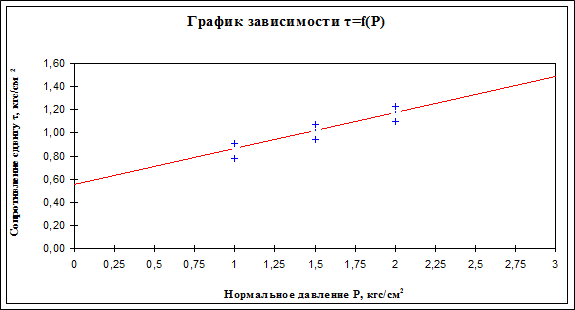 График зависимости τ=f(P)
Сопротивление сдвигу τ, кгс/см ²
1,60
1,40
1,20
1,00
0,80
0,60
0,40
0,20
0,00
0 0,25 0,5 0,75 1 1,25 1,5 1,75 2 2,25 2,5 2,75 3
Нормальное давление Р, кгс/см²